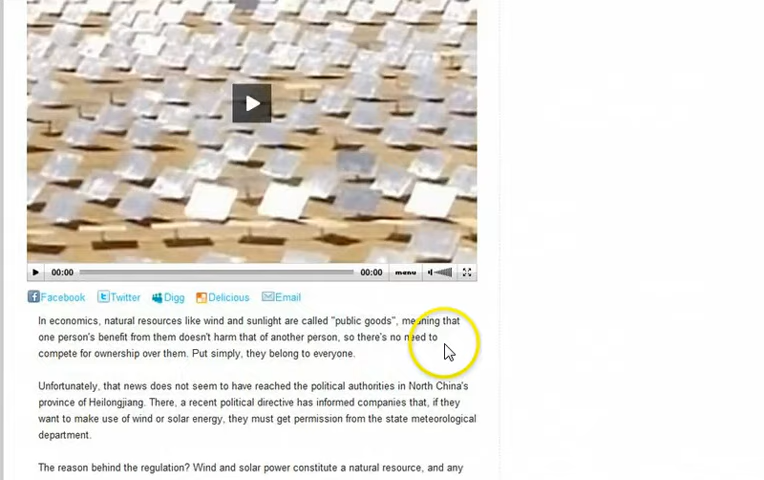 00:00
00:00
menu
Facebook Twitter Digg Delicious Email
In economics, natural resources like wind and sunlight are called "public goods", meaning that
one person's benefit from them doesn't harm that of another person, so there's no need to
compete for ownership over them. Put simply, they belong to everyone.
Unfortunately, that news does not seem to have reached the political authorities in North China's
province of Heilongjiang. There, a recent political directive has informed companies that, if they
want to make use of wind or solar energy, they must get permission from the state meteorological
department.
The reason behind the regulation? Wind and solar power constitute a natural resource, and any